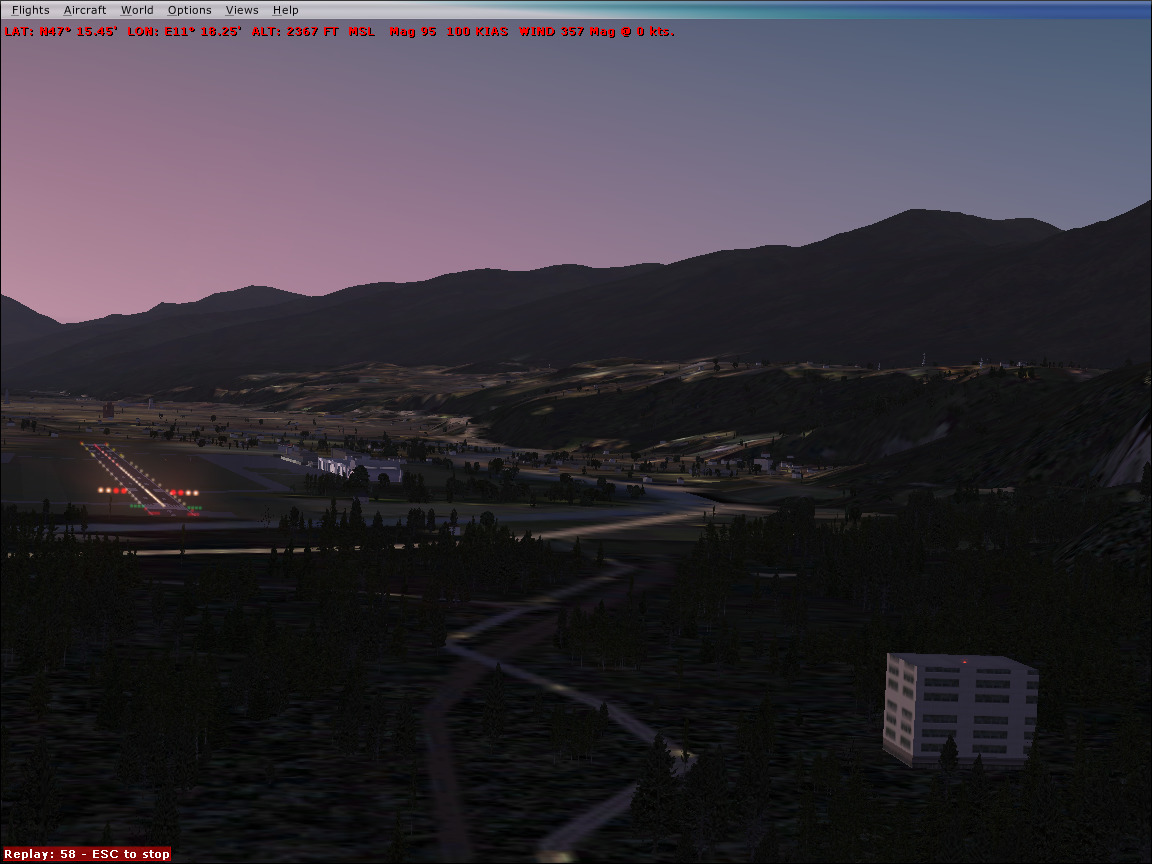 Flights Aircraft World Options Views Help
LAT: N47° 15.45' LON: E11° 18.25' ALT: 2367 FT MSL Mag 95 100 KIAS WIND 357 Mag @ 0 kts.
Replay: 58 - ESC to stop